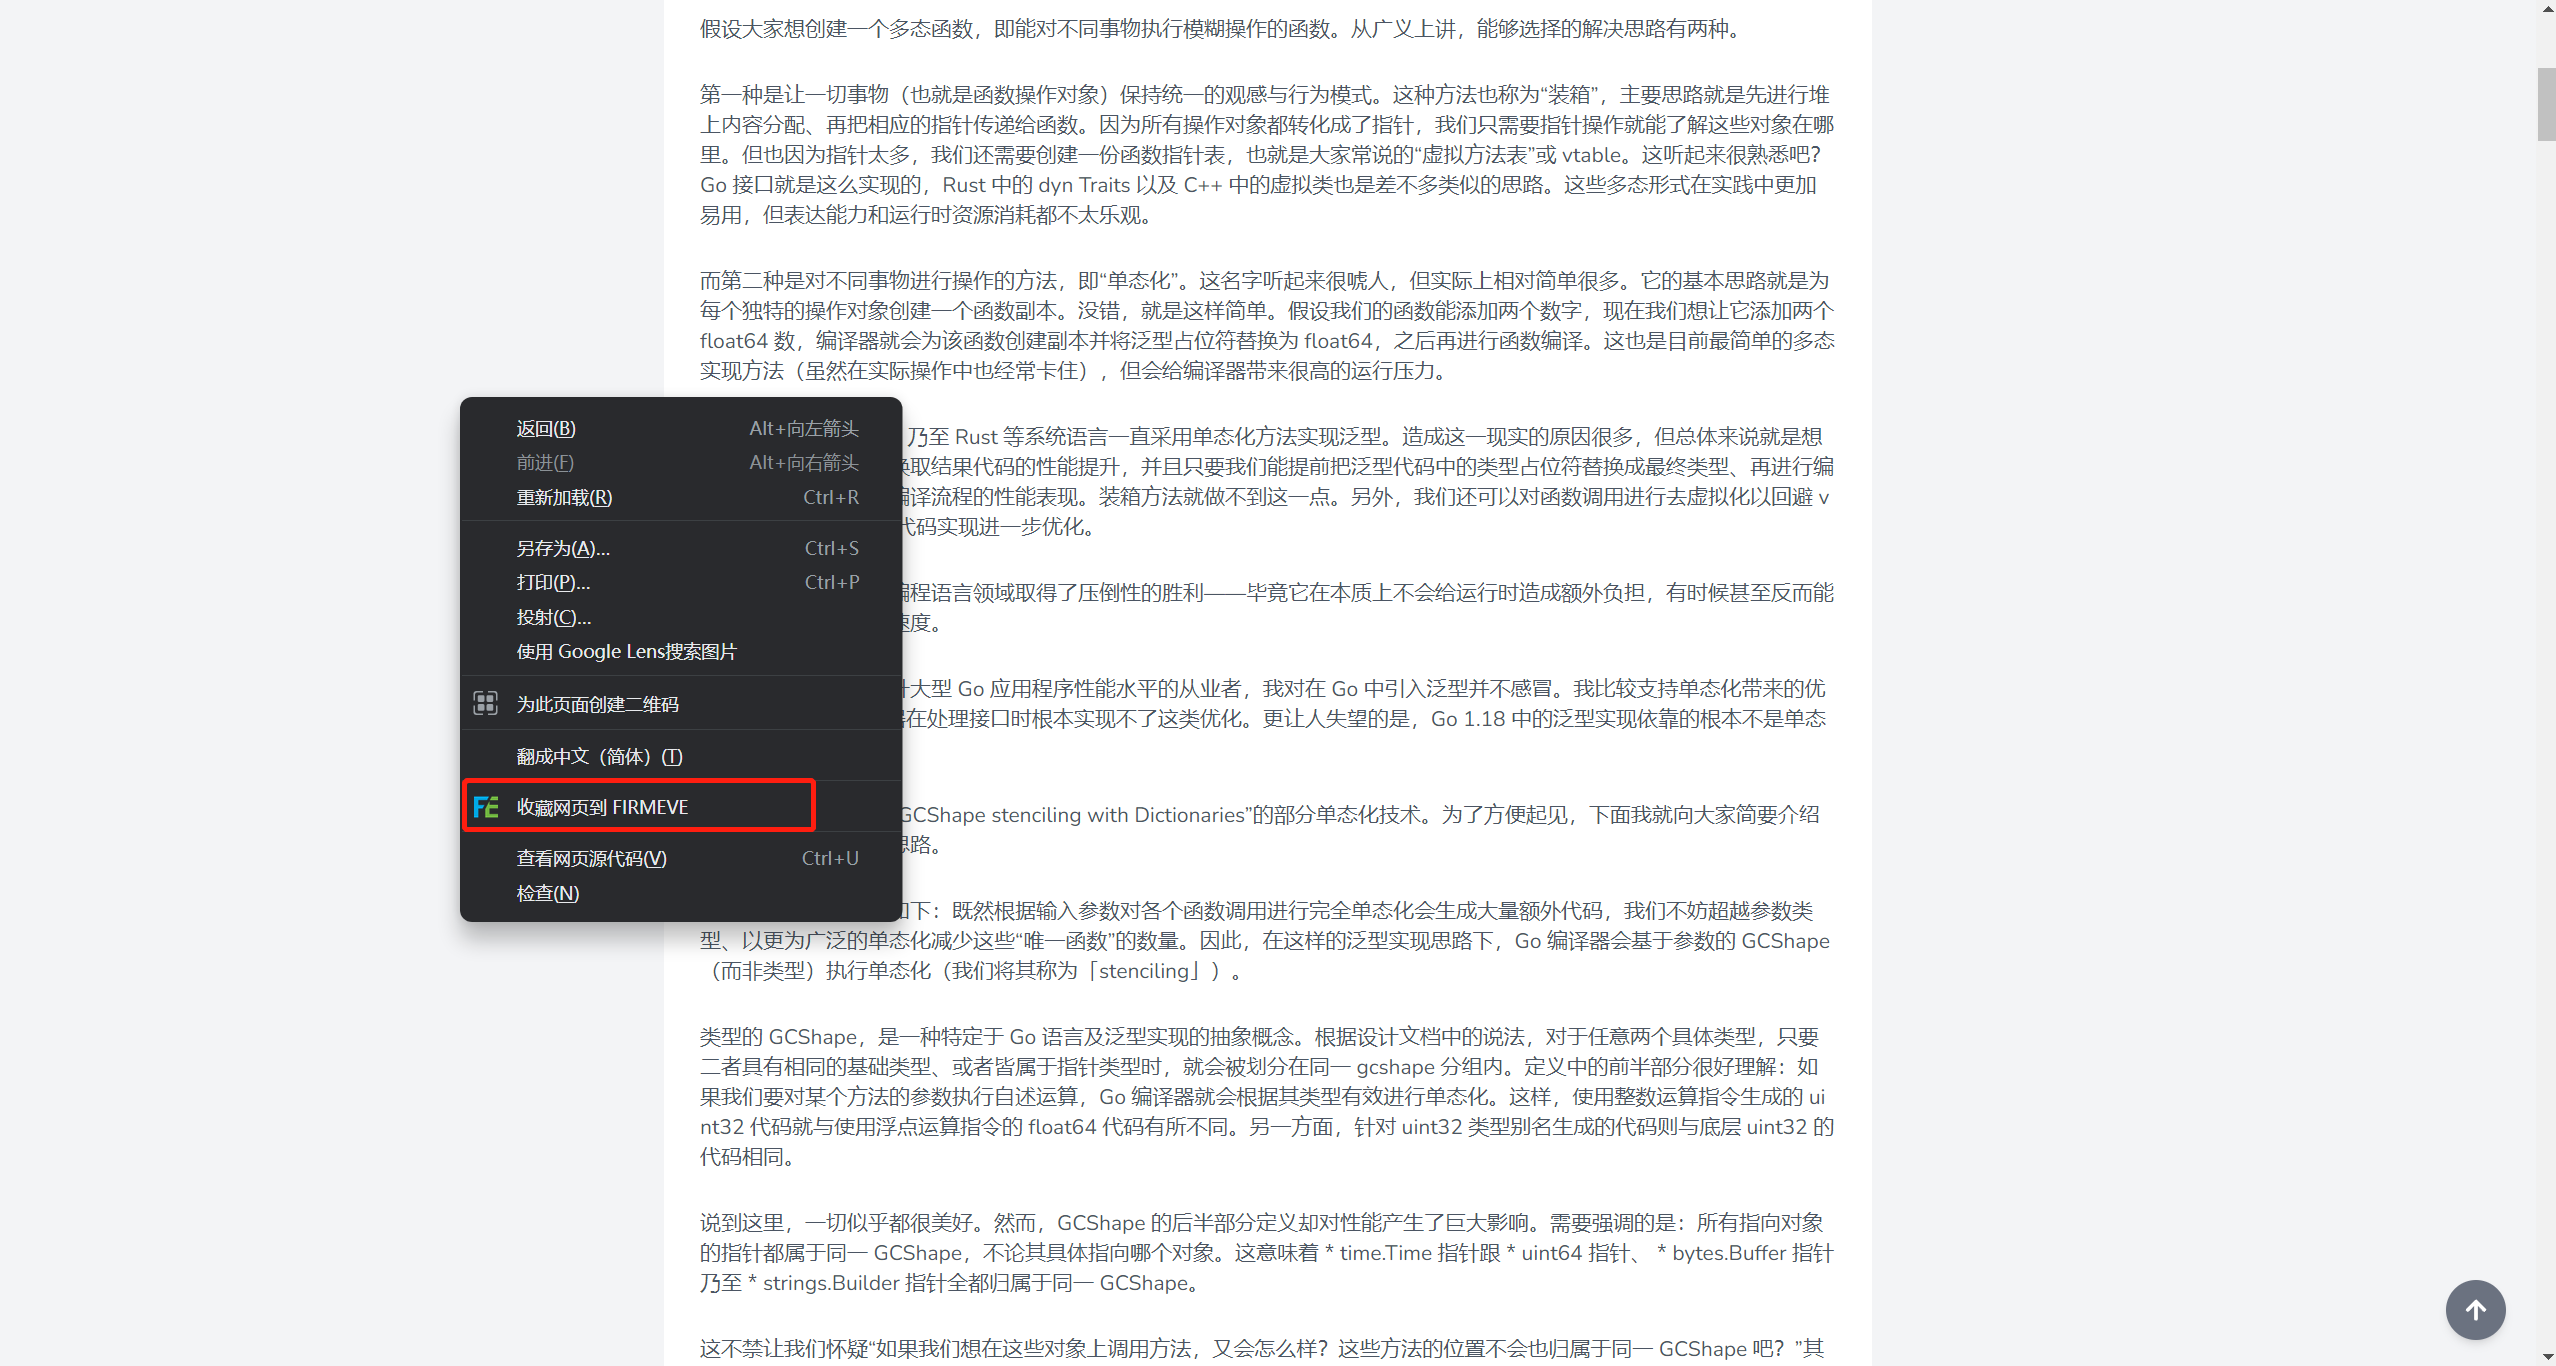 假设大家想创建一个多态函数，即能对不同事物执行模糊操作的函数。从广义上讲，能够选择的解决思路有两种。
第一种是让一切事物（也就是函数操作对象）保持统一的观感与行为模式。这种方法也称为“装箱”，主要思路就是先进行堆
上内容分配、再把相应的指针传递给函数。因为所有操作对象都转化成了指针，我们只需要指针操作就能了解这些对象在哪
里。但也因为指针太多，我们还需要创建一份函数指针表，也就是大家常说的“虚拟方法表”或 vtable。这听起来很熟悉吧？
Go 接口就是这么实现的，Rust 中的 dyn Traits 以及 C++ 中的虚拟类也是差不多类似的思路。这些多态形式在实践中更加
易用，但表达能力和运行时资源消耗都不太乐观。
而第二种是对不同事物进行操作的方法，即“单态化”。这名字听起来很唬人，但实际上相对简单很多。它的基本思路就是为
每个独特的操作对象创建一个函数副本。没错，就是这样简单。假设我们的函数能添加两个数字，现在我们想让它添加两个
float64 数，编译器就会为该函数创建副本并将泛型占位符替换为 float64，之后再进行函数编译。这也是目前最简单的多态
实现方法（虽然在实际操作中也经常卡住），但会给编译器带来很高的运行压力。
乃至 Rust 等系统语言一直采用单态化方法实现泛型。造成这一现实的原因很多，但总体来说就是想
换取结果代码的性能提升，并且只要我们能提前把泛型代码中的类型占位符替换成最终类型、再进行编
编译流程的性能表现。装箱方法就做不到这一点。另外，我们还可以对函数调用进行去虚拟化以回避 v
代码实现进一步优化。
编程语言领域取得了压倒性的胜利——毕竟它在本质上不会给运行时造成额外负担，有时候甚至反而能
速度。
大型 Go 应用程序性能水平的从业者，我对在 Go 中引入泛型并不感冒。我比较支持单态化带来的优
在处理接口时根本实现不了这类优化。更让人失望的是，Go 1.18 中的泛型实现依靠的根本不是单态
GCShape stenciling with Dictionaries”的部分单态化技术。为了方便起见，下面我就向大家简要介绍
思路。
如下：既然根据输入参数对各个函数调用进行完全单态化会生成大量额外代码，我们不妨超越参数类
型、以更为广泛的单态化减少这些“唯一函数”的数量。因此，在这样的泛型实现思路下，Go 编译器会基于参数的 GCShape
（而非类型）执行单态化（我们将其称为「stenciling」）。
类型的 GCShape，是一种特定于 Go 语言及泛型实现的抽象概念。根据设计文档中的说法，对于任意两个具体类型，只要
二者具有相同的基础类型、或者皆属于指针类型时，就会被划分在同一 gcshape 分组内。定义中的前半部分很好理解：如
果我们要对某个方法的参数执行自述运算，Go 编译器就会根据其类型有效进行单态化。这样，使用整数运算指令生成的 ui
nt32 代码就与使用浮点运算指令的 float64 代码有所不同。另一方面，针对 uint32 类型别名生成的代码则与底层 uint32 的
代码相同。
说到这里，一切似乎都很美好。然而，GCShape 的后半部分定义却对性能产生了巨大影响。需要强调的是：所有指向对象
的指针都属于同一 GCShape，不论其具体指向哪个对象。这意味着 * time.Time 指针跟 * uint64 指针、 * bytes.Buffer 指针
乃至 * strings.Builder 指针全都归属于同一 GCShape。
这不禁让我们怀疑“如果我们想在这些对象上调用方法，又会怎么样？这些方法的位置不会也归属于同一 GCShape 吧？”其
返回(B) Alt+向左箭头
前进(F) Alt+向右箭头
重新加载(R) Ctrl+R
另存为(A)... Ctrl+S
打印(P)... Ctrl+P
投射(C)...
使用 Google Lens搜索图片
为此页面创建二维码
翻成中文（简体）(T)
FE 收藏网页到 FIRMEVE
查看网页源代码(V) Ctrl+U
检查(N)